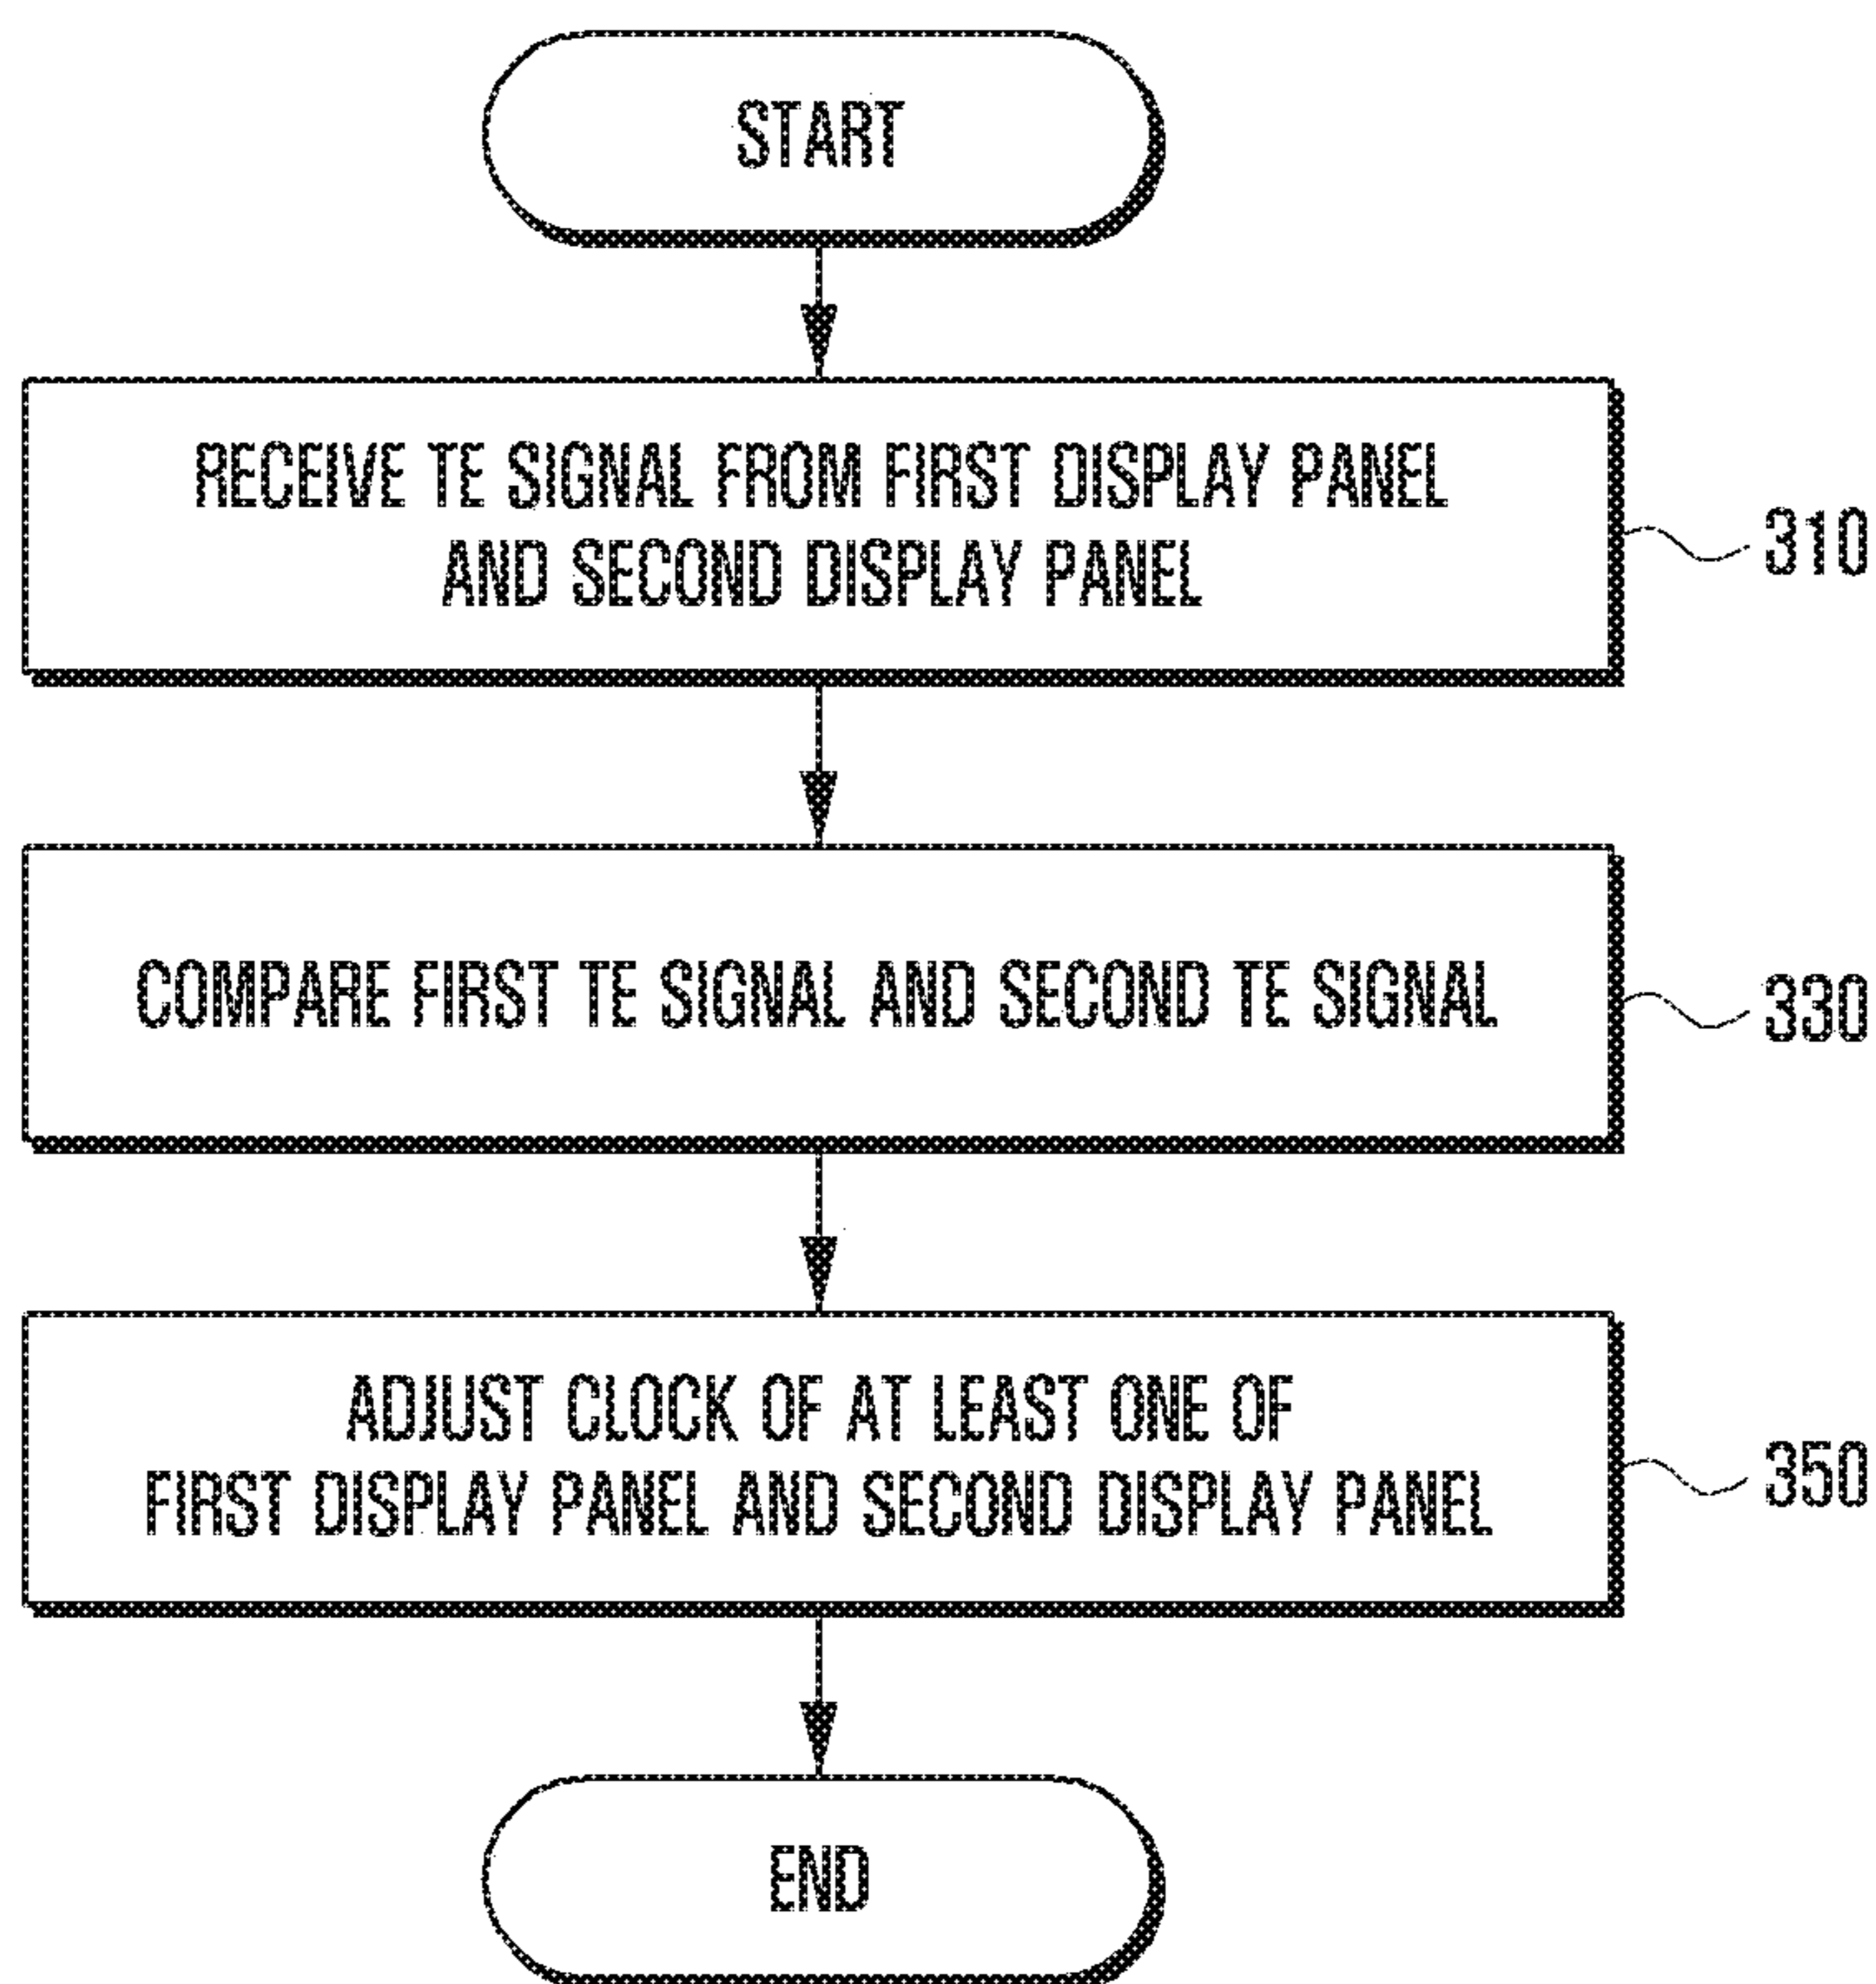 START
RECEIVE TE SIGNAL FROM FIRST DISPLAY PANEL
AND SECOND DISPLAY PANEL
310
COMPARE FIRST TE SIGNAL AND SECOND TE SIGNAL
330
ADJUST CLOCK OF AT LEAST ONE OF
FIRST DISPLAY PANEL AND SECOND DISPLAY PANEL
350
END